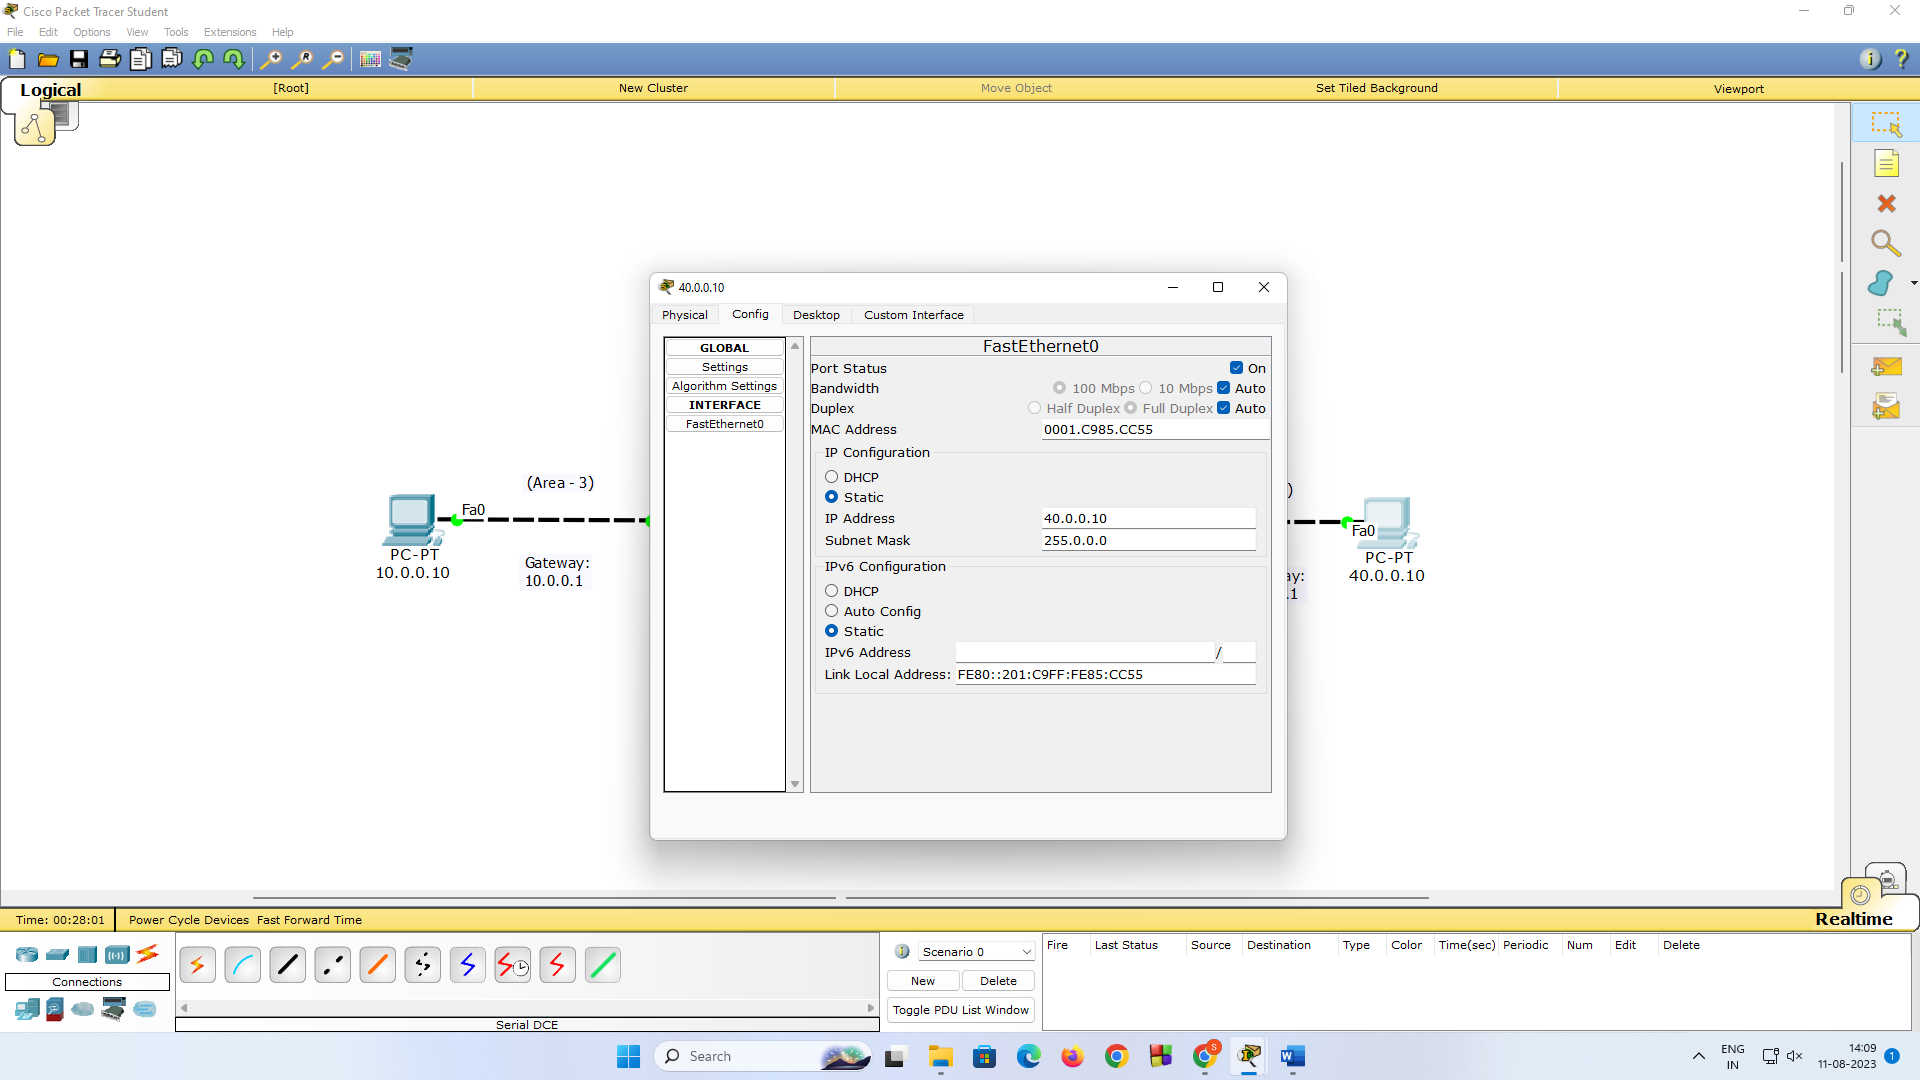 Cisco Packet Tracer Student
File Edit Options View Tools Extensions Help
Logical [Root] New Cluster Move Object Set Tiled Background Viewport
40.0.0.10
Physical Config Desktop Custom Interface
GLOBAL
Settings
Algorithm Settings
INTERFACE
FastEthernet0
FastEthernet0
Port Status On
Bandwidth 100 Mbps 10 Mbps Auto
Duplex Half Duplex Full Duplex Auto
MAC Address 0001.C985.CC55
IP Configuration
DHCP
Static
IP Address 40.0.0.10
Subnet Mask 255.0.0.0
IPv6 Configuration
DHCP
Auto Config
Static
IPv6 Address /
Link Local Address: FE80::201:C9FF:FE85:CC55
(Area - 3)
Fa0
PC-PT
10.0.0.10
Gateway:
10.0.0.1
)
Fa0
PC-PT
40.0.0.10
ay:
.1
Time: 00:28:01 Power Cycle Devices Fast Forward Time
Realtime
Connections
Serial DCE
Scenario 0
New Delete
Toggle PDU List Window
Fire Last Status Source Destination Type Color Time(sec) Periodic Num Edit Delete
Search
S
W
ENG
IN
14:09
11-08-2023
1